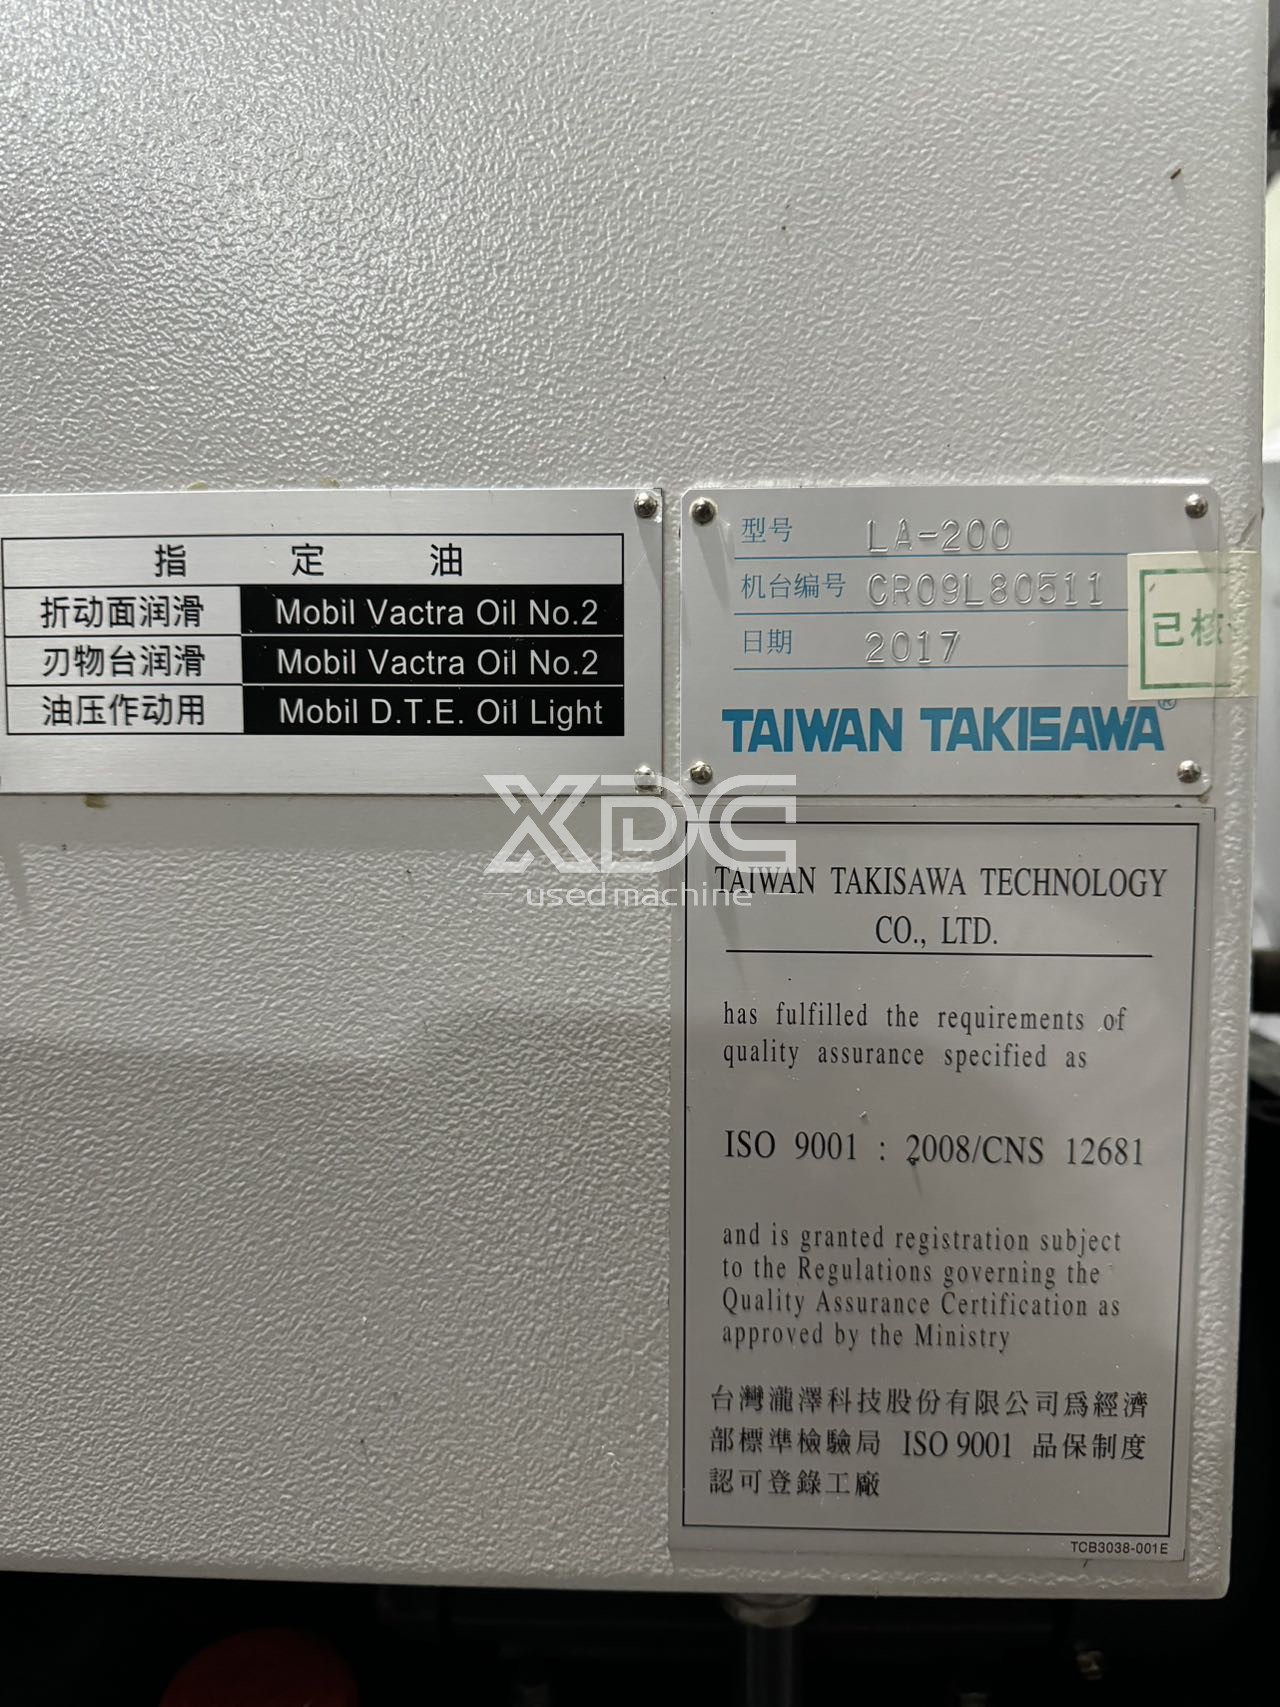 指 定 油
折动面润滑 Mobil Vactra Oil No.2
刃物台润滑 Mobil Vactra Oil No.2
油压作动用 Mobil D.T.E. Oil Light
型号 LA-200
机台编号 CR09L80511
日期 2017
已核
TAIWAN TAKISAWA®
XDC
used machine
TAIWAN TAKISAWA TECHNOLOGY
CO., LTD.
has fulfilled the requirements of
quality assurance specified as
ISO 9001 : 2008/CNS 12681
and is granted registration subject
to the Regulations governing the
Quality Assurance Certification as
approved by the Ministry
台灣瀧澤科技股份有限公司爲經濟
部標準檢驗局 ISO 9001 品保制度
認可登錄工廠
TCB3038-001E